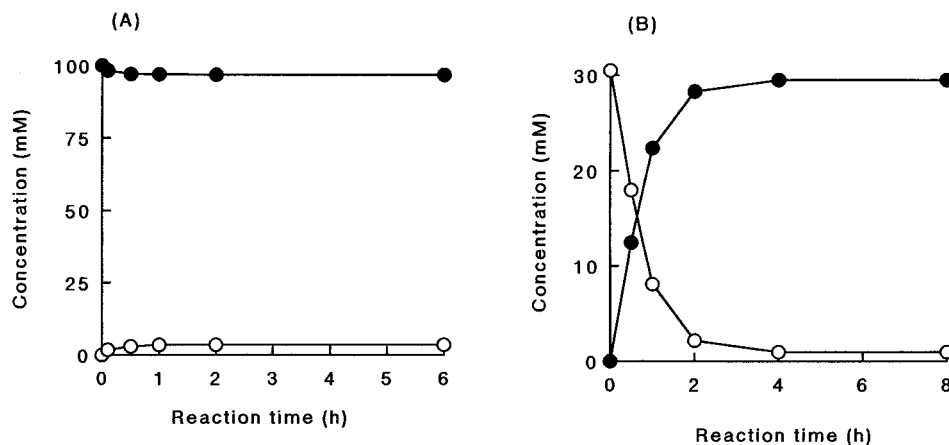 (A)
Concentration (mM)
100
75
50
25
0
0 1 2 3 4 5 6
Reaction time (h)
(B)
Concentration (mM)
30
20
10
0
0 2 4 6 8
Reaction time (h)